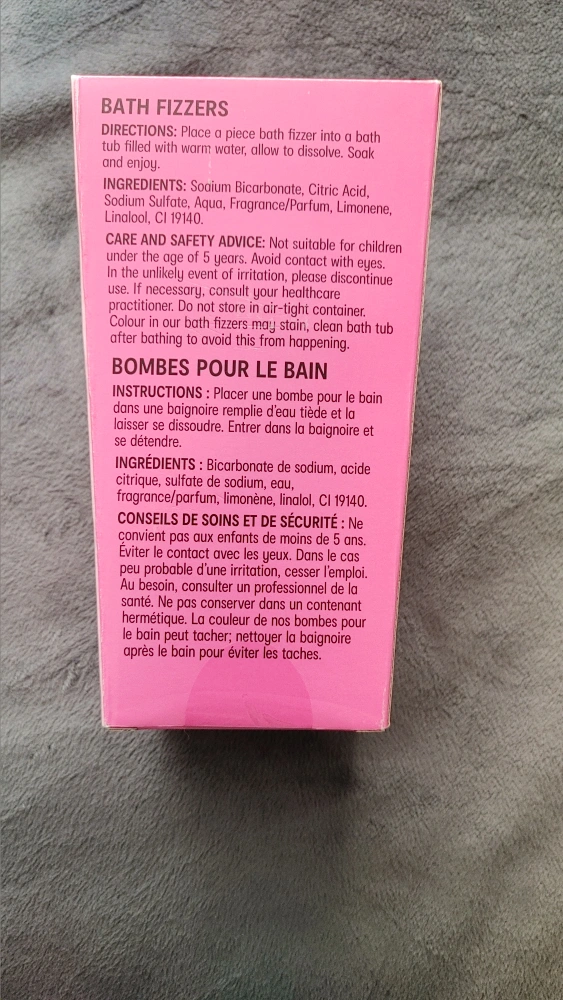 BATH FIZZERS
DIRECTIONS: Place a piece bath fizzer into a bath
tub filled with warm water, allow to dissolve. Soak
and enjoy.
INGREDIENTS: Sodium Bicarbonate, Citric Acid,
Sodium Sulfate, Aqua, Fragrance/Parfum, Limonene,
Linalool, CI 19140.
CARE AND SAFETY ADVICE: Not suitable for children
under the age of 5 years. Avoid contact with eyes.
In the unlikely event of irritation, please discontinue
use. If necessary, consult your healthcare
practitioner. Do not store in air-tight container.
Colour in our bath fizzers may stain, clean bath tub
after bathing to avoid this from happening.
BOMBES POUR LE BAIN
INSTRUCTIONS : Placer une bombe pour le bain
dans une baignoire remplie d'eau tiède et la
laisser se dissoudre. Entrer dans la baignoire et
se détendre.
INGRÉDIENTS : Bicarbonate de sodium, acide
citrique, sulfate de sodium, eau,
fragrance/parfum, limonène, linalol, CI 19140.
CONSEILS DE SOINS ET DE SÉCURITÉ : Ne
convient pas aux enfants de moins de 5 ans.
Éviter le contact avec les yeux. Dans le cas
peu probable d'une irritation, cesser l'emploi.
Au besoin, consulter un professionnel de la
santé. Ne pas conserver dans un contenant
hermétique. La couleur de nos bombes pour
le bain peut tacher; nettoyer la baignoire
après le bain pour éviter les taches.